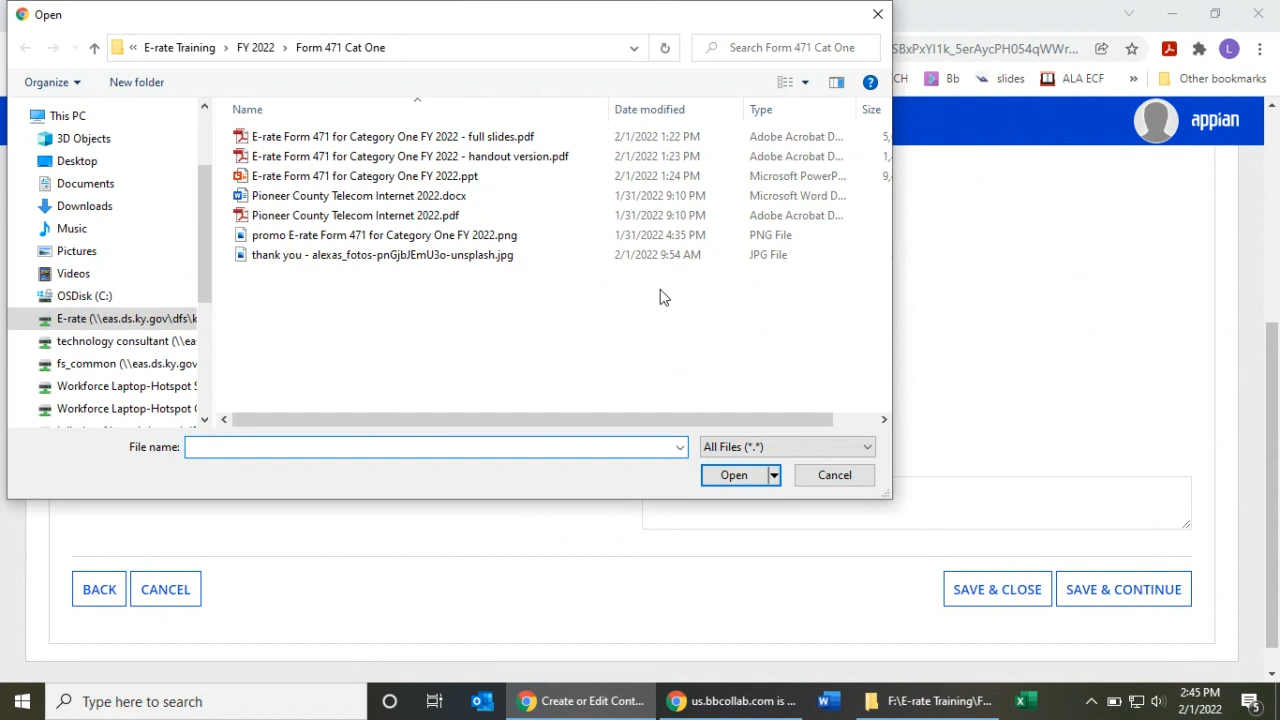 Open
« E-rate Training > FY 2022 > Form 471 Cat One
Search Form 471 Cat One
SBxPxYI1k_5erAycPH054qWWr...
L
Organize
New folder
CH
Bb
slides
ALA ECF
»
Other bookmarks
appian
Name
Date modified
Type
Size
This PC
3D Objects
Desktop
Documents
Downloads
Music
Pictures
Videos
OSDisk (C:)
E-rate (\\eas.ds.ky.gov\dfs\k
technology consultant (\\ea
fs_common (\\eas.ds.ky.gov
Workforce Laptop-Hotspot S
Workforce Laptop-Hotspot C
E-rate Form 471 for Category One FY 2022 - full slides.pdf 2/1/2022 1:22 PM Adobe Acrobat D... 5,
E-rate Form 471 for Category One FY 2022 - handout version.pdf 2/1/2022 1:23 PM Adobe Acrobat D... 1,
E-rate Form 471 for Category One FY 2022.ppt 2/1/2022 1:24 PM Microsoft PowerP... 9,
Pioneer County Telecom Internet 2022.docx 1/31/2022 9:10 PM Microsoft Word D...
Pioneer County Telecom Internet 2022.pdf 1/31/2022 9:10 PM Adobe Acrobat D...
promo E-rate Form 471 for Category One FY 2022.png 1/31/2022 4:35 PM PNG File
thank you - alexas_fotos-pnGjbJEmU3o-unsplash.jpg 2/1/2022 9:54 AM JPG File
File name:
All Files (*.*)
Open
Cancel
BACK
CANCEL
SAVE & CLOSE
SAVE & CONTINUE
Type here to search
Create or Edit Cont...
us.bbcollab.com is ...
F:\E-rate Training\F...
2:45 PM
2/1/2022
5